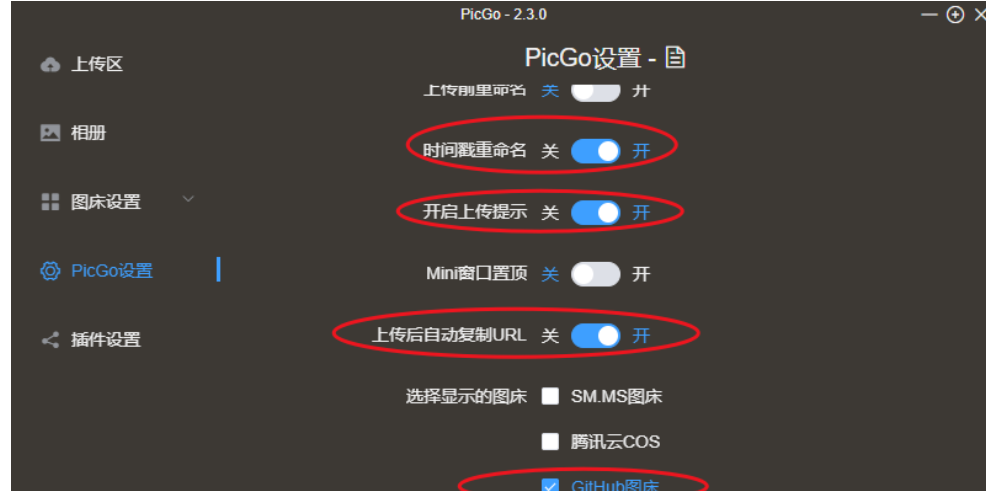 PicGo - 2.3.0
上传区
相册
图床设置
PicGo设置
插件设置
PicGo设置 -
上传前重命名 关 开
时间戳重命名 关 开
开启上传提示 关 开
Mini窗口置顶 关 开
上传后自动复制URL 关 开
选择显示的图床 SM.MS图床
腾讯云COS
GitHub图床